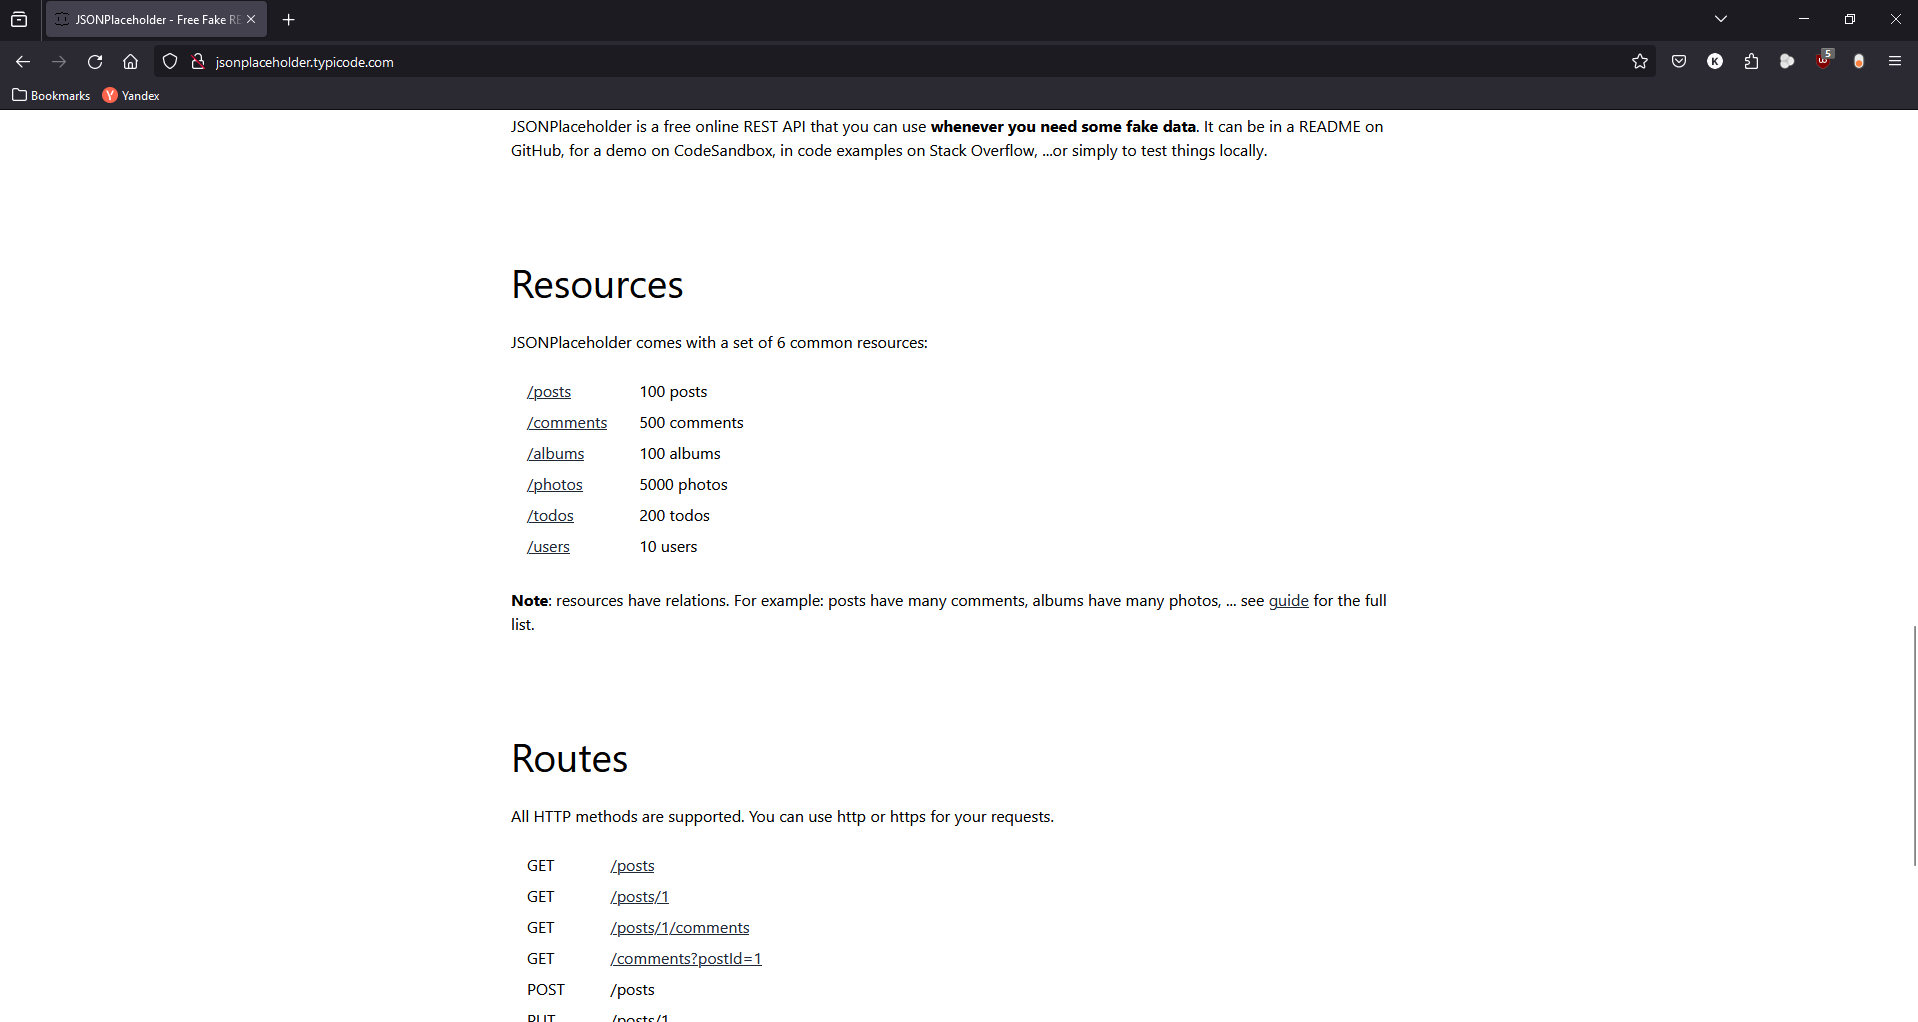 JSONPlaceholder - Free Fake RE
jsonplaceholder.typicode.com
K
5
Bookmarks
Y Yandex
JSONPlaceholder is a free online REST API that you can use whenever you need some fake data. It can be in a README on
GitHub, for a demo on CodeSandbox, in code examples on Stack Overflow, ...or simply to test things locally.
Resources
JSONPlaceholder comes with a set of 6 common resources:
/posts 100 posts
/comments 500 comments
/albums 100 albums
/photos 5000 photos
/todos 200 todos
/users 10 users
Note: resources have relations. For example: posts have many comments, albums have many photos, ... see guide for the full
list.
Routes
All HTTP methods are supported. You can use http or https for your requests.
GET /posts
GET /posts/1
GET /posts/1/comments
GET /comments?postId=1
POST /posts
PUT /posts/1